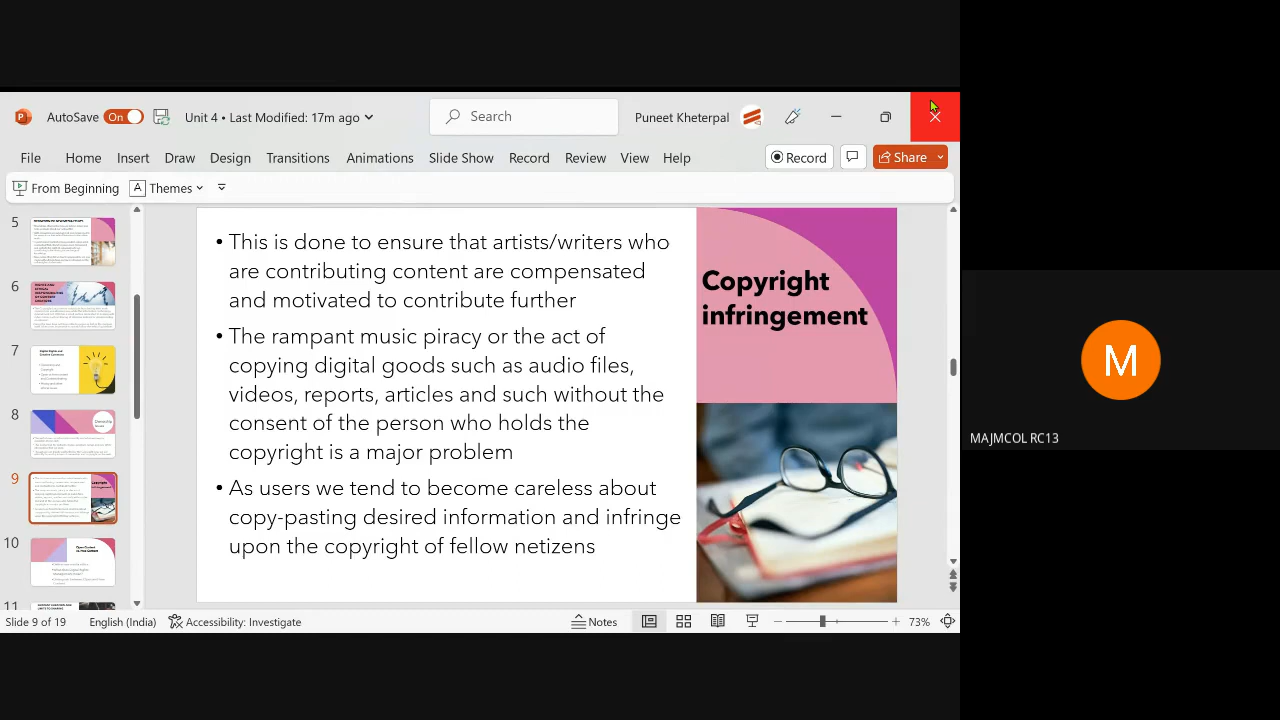 AutoSave On Unit 4 • Last Modified: 17m ago Search Puneet Kheterpal
File Home Insert Draw Design Transitions Animations Slide Show Record Review View Help Record Share
From Beginning A Themes
5
6
7
8
9
10
11
• This is done to ensure the artists/writers who
are contributing content are compensated
and motivated to contribute further
• The rampant music piracy or the act of
copying digital goods such as audio files,
videos, reports, articles and such without the
consent of the person who holds the
copyright is a major problem
• As users we tend to become careless about
copy-pasting desired information and infringe
upon the copyright of fellow netizens
Copyright
infringement
Slide 9 of 19 English (India) Accessibility: Investigate Notes 73%
M
MAJMCOL RC13